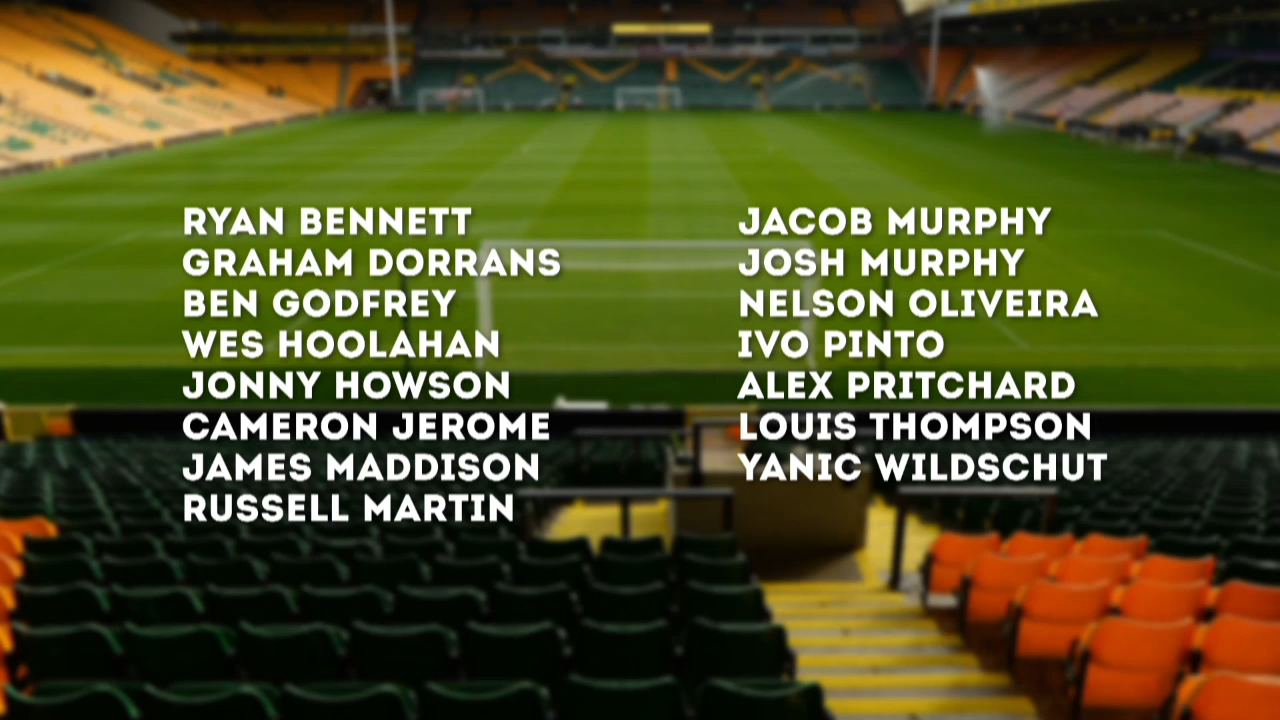 RYAN BENNETT
GRAHAM DORRANS
BEN GODFREY
WES HOOLAHAN
JONNY HOWSON
CAMERON JEROME
JAMES MADDISON
RUSSELL MARTIN
JACOB MURPHY
JOSH MURPHY
NELSON OLIVEIRA
IVO PINTO
ALEX PRITCHARD
LOUIS THOMPSON
YANIC WILDSCHUT